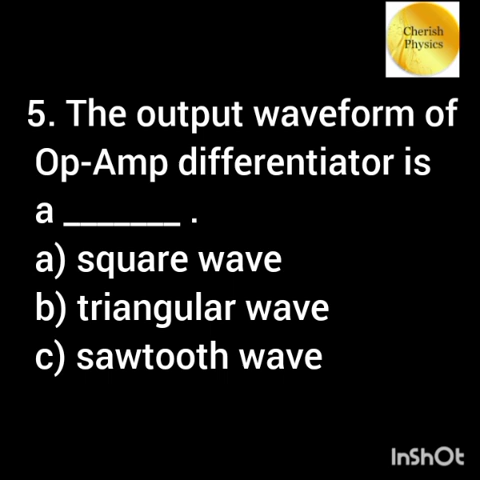 Cherish
Physics
5. The output waveform of
Op-Amp differentiator is
a _______ .
a) square wave
b) triangular wave
c) sawtooth wave
InShOt